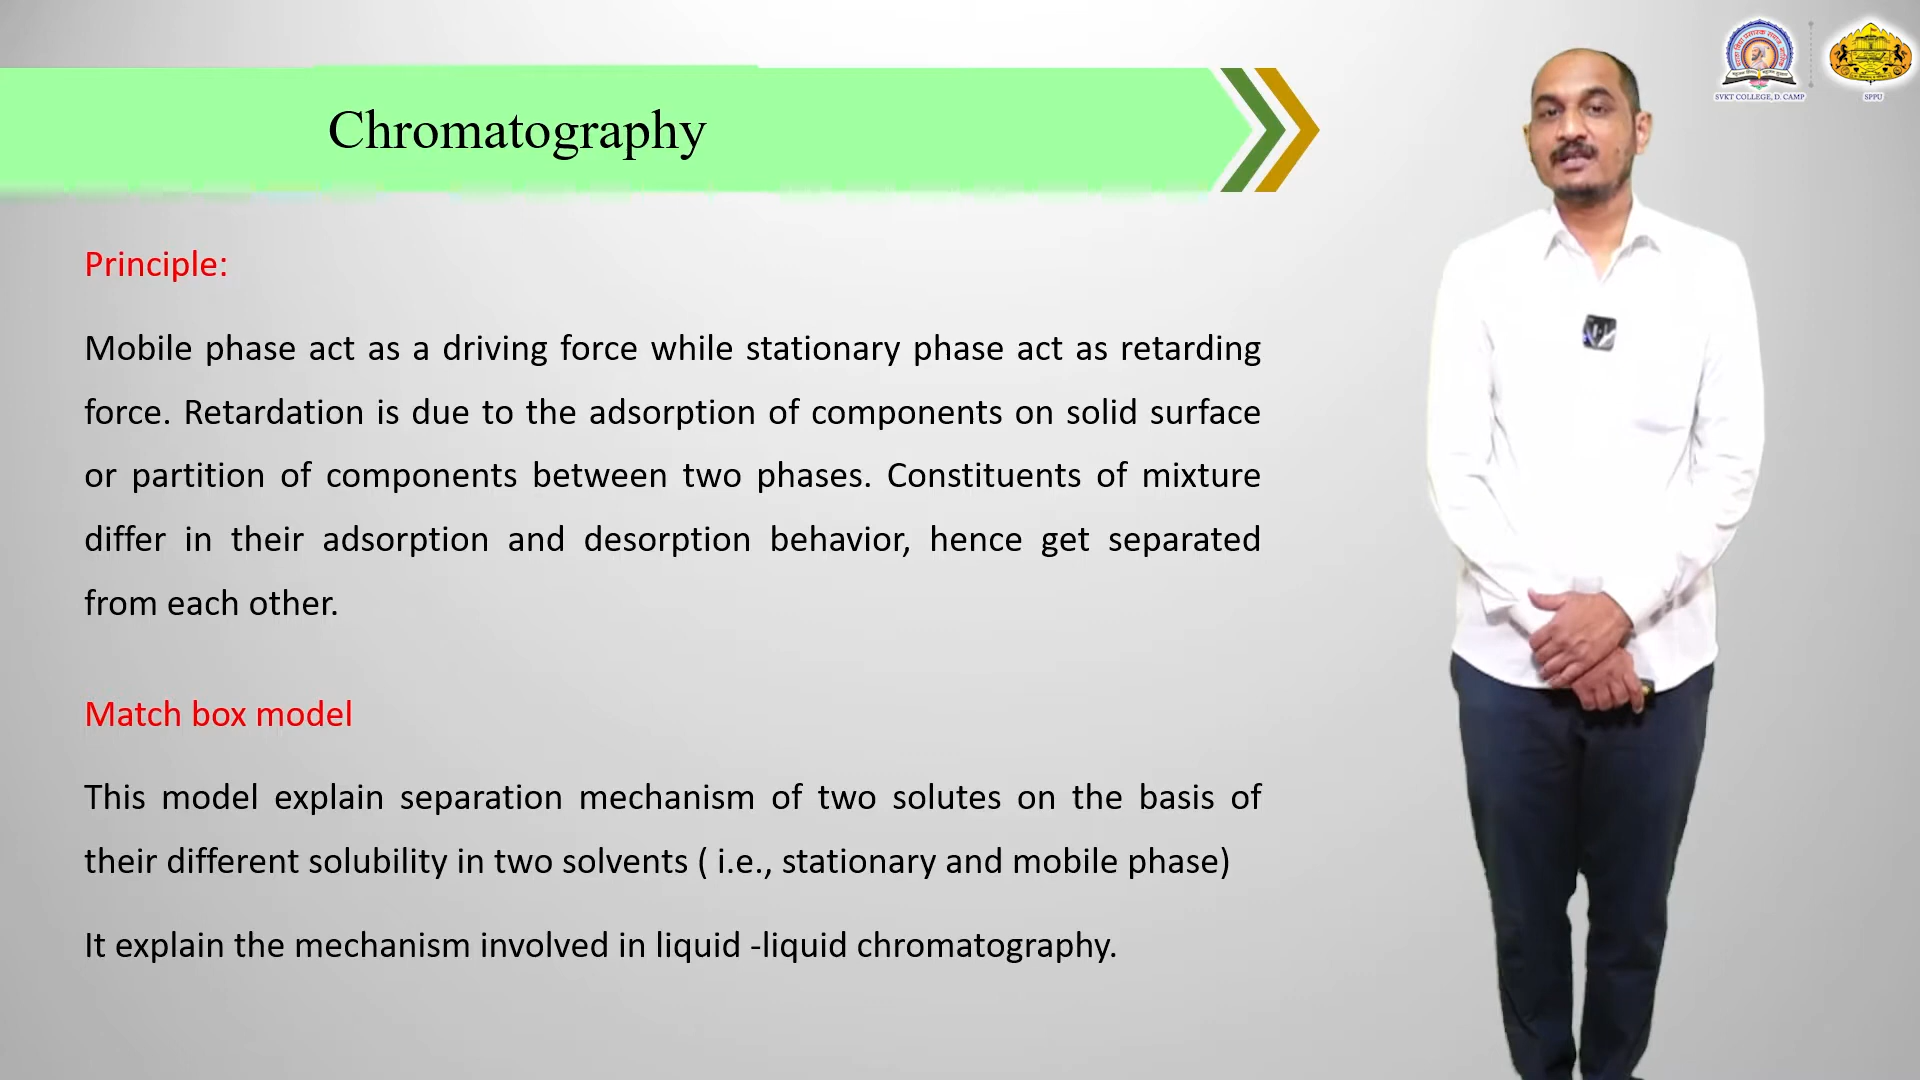 Chromatography
SVKT COLLEGE, D. CAMP
SPPU
Principle:
Mobile phase act as a driving force while stationary phase act as retarding
force. Retardation is due to the adsorption of components on solid surface
or partition of components between two phases. Constituents of mixture
differ in their adsorption and desorption behavior, hence get separated
from each other.
Match box model
This model explain separation mechanism of two solutes on the basis of
their different solubility in two solvents ( i.e., stationary and mobile phase)
It explain the mechanism involved in liquid -liquid chromatography.